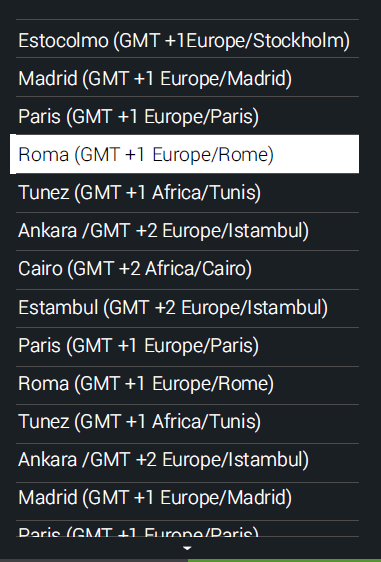 Estocolmo (GMT +1Europe/Stockholm)
Madrid (GMT +1 Europe/Madrid)
Paris (GMT +1 Europe/Paris)
Roma (GMT +1 Europe/Rome)
Tunez (GMT +1 Africa/Tunis)
Ankara /GMT +2 Europe/Istambul)
Cairo (GMT +2 Africa/Cairo)
Estambul (GMT +2 Europe/Istambul)
Paris (GMT +1 Europe/Paris)
Roma (GMT +1 Europe/Rome)
Tunez (GMT +1 Africa/Tunis)
Ankara /GMT +2 Europe/Istambul)
Madrid (GMT +1 Europe/Madrid)
Paris (GMT +1 Europe/Paris)